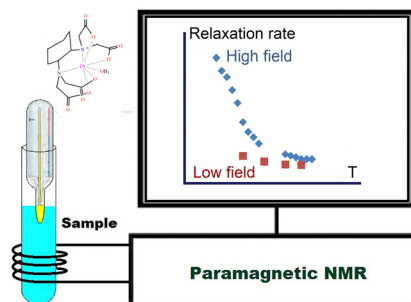 Relaxation rate
High field
Low field
T
Sample
Paramagnetic NMR